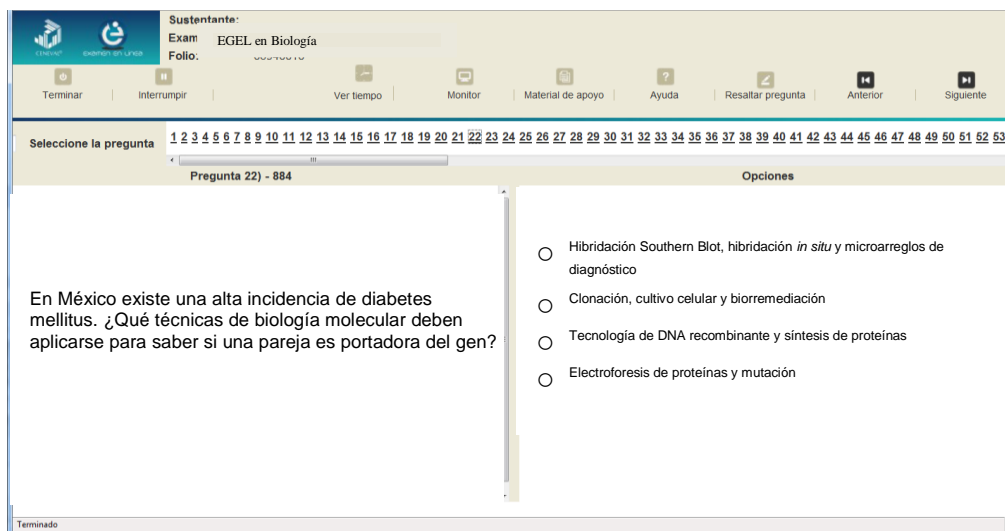 Sustentante:
Exam EGEL en Biología
Folio:
CENEVAL
examen en línea
Terminar
Interrumpir
Ver tiempo
Monitor
Material de apoyo
Ayuda
Resaltar pregunta
Anterior
Siguiente
Seleccione la pregunta 1 2 3 4 5 6 7 8 9 10 11 12 13 14 15 16 17 18 19 20 21 22 23 24 25 26 27 28 29 30 31 32 33 34 35 36 37 38 39 40 41 42 43 44 45 46 47 48 49 50 51 52 53
Pregunta 22) - 884
Opciones
En México existe una alta incidencia de diabetes
mellitus. ¿Qué técnicas de biología molecular deben
aplicarse para saber si una pareja es portadora del gen?
Hibridación Southern Blot, hibridación in situ y microarreglos de
diagnóstico
Clonación, cultivo celular y biorremediación
Tecnología de DNA recombinante y síntesis de proteínas
Electroforesis de proteínas y mutación
Terminado